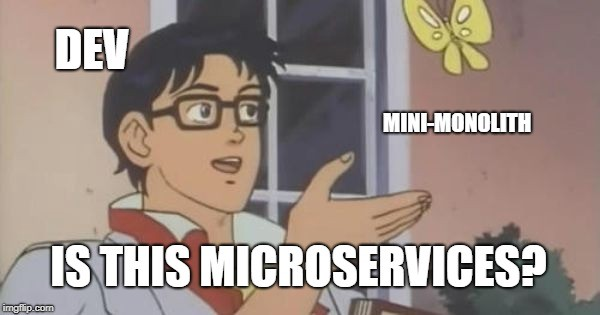 DEV
MINI-MONOLITH
IS THIS MICROSERVICES?
imgflip.com